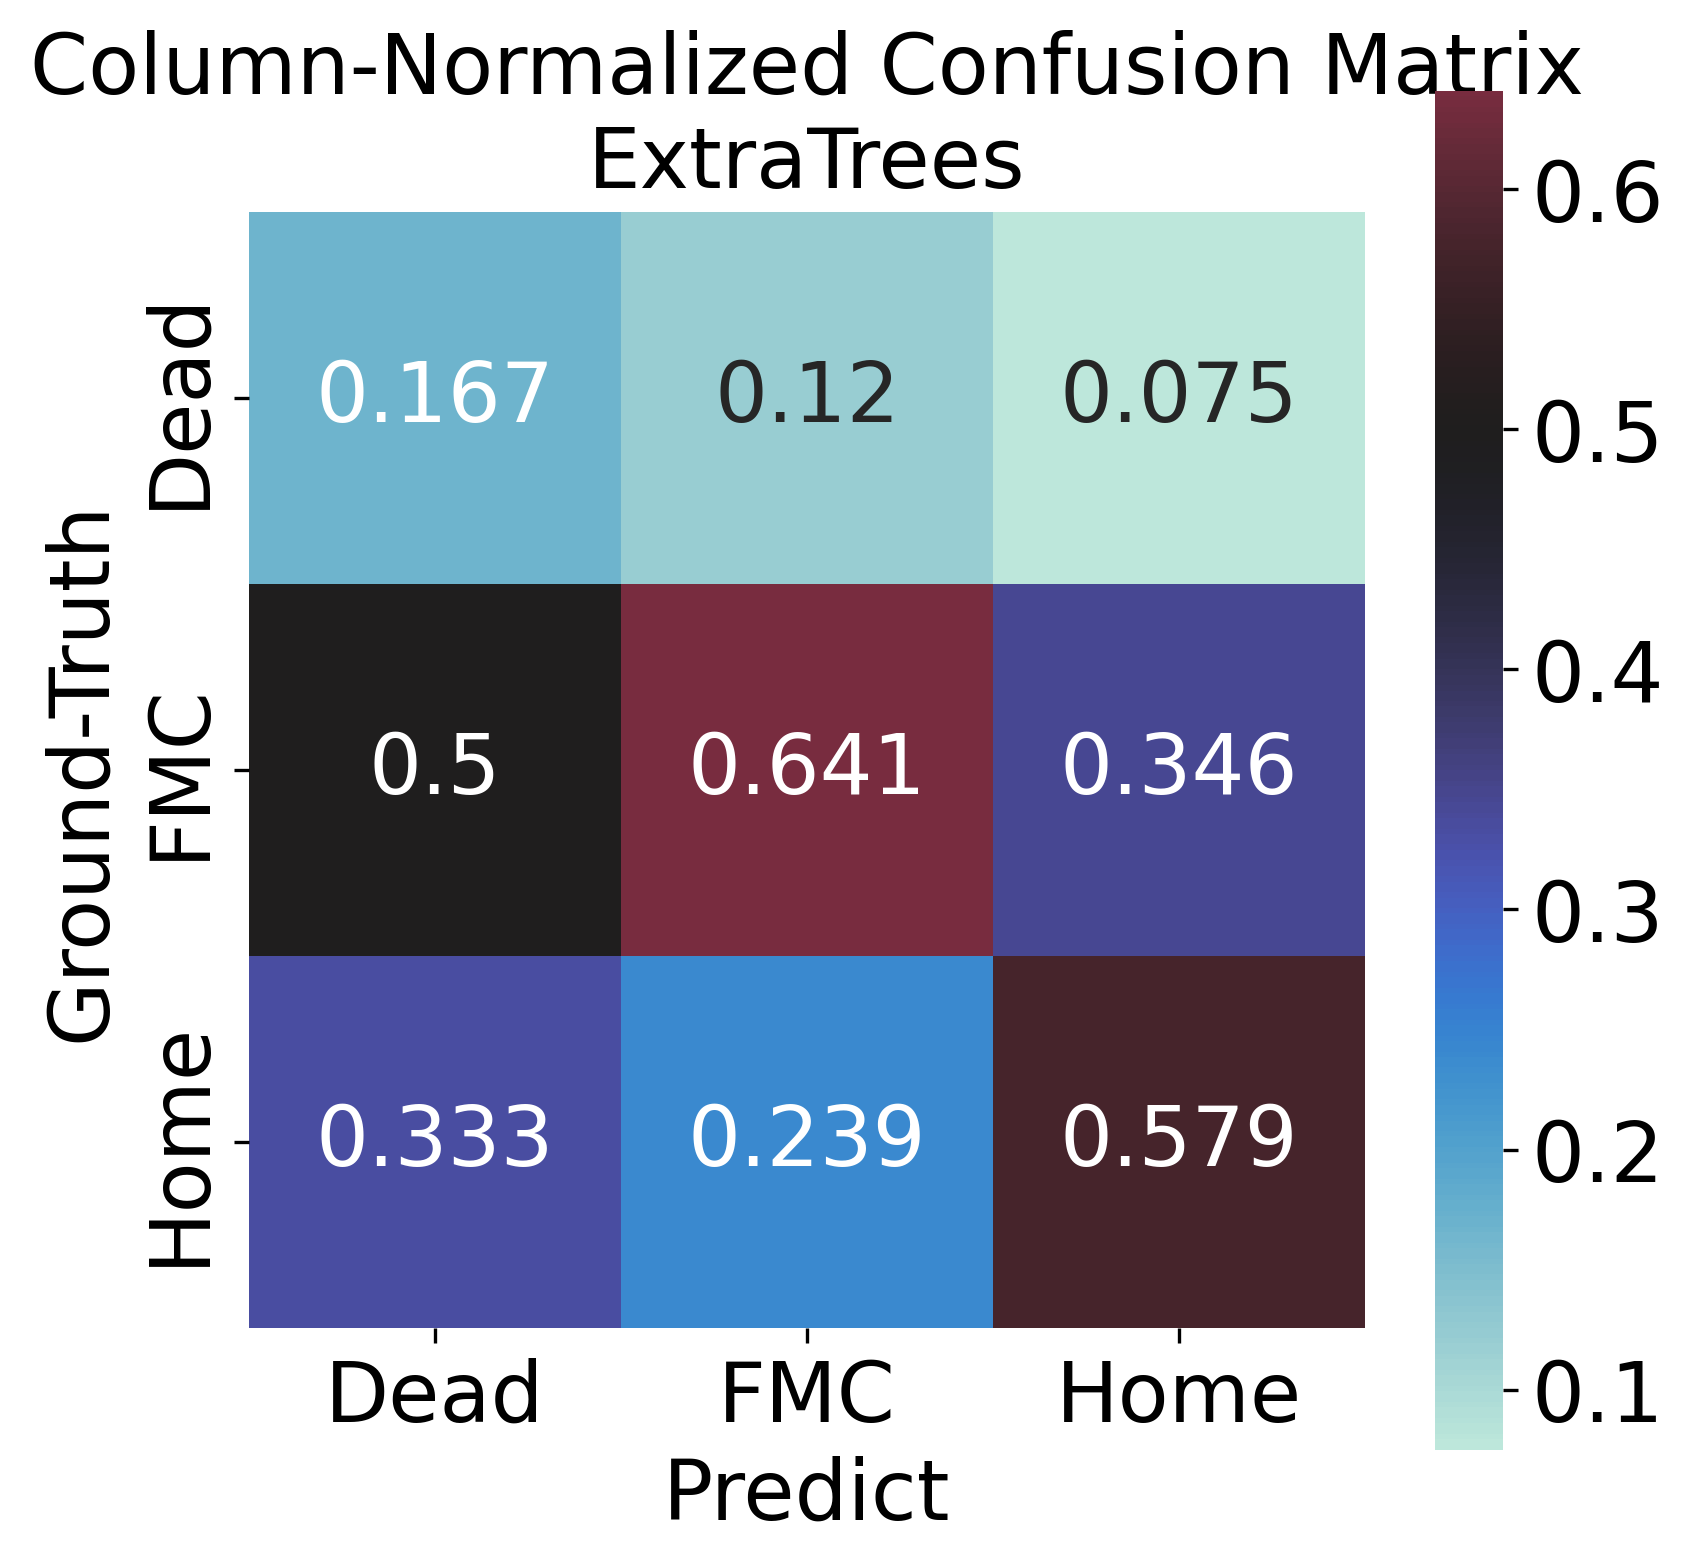 Column-Normalized Confusion Matrix
ExtraTrees
Ground-Truth
Dead
0.167 0.12 0.075
FMC
0.5 0.641 0.346
Home
0.333 0.239 0.579
Dead FMC Home
Predict
0.6
0.5
0.4
0.3
0.2
0.1